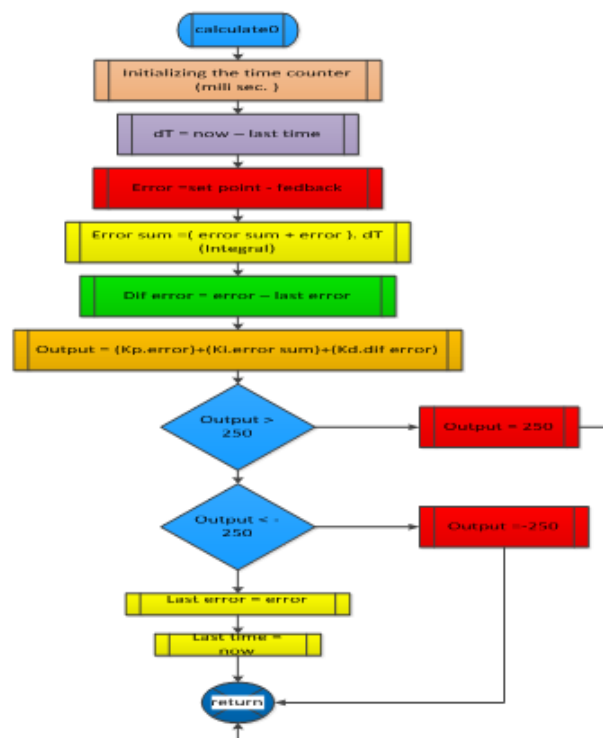 calculate()
Initializing the time counter
(mili sec. )
dT = now – last time
Error =set point - fedback
Error sum =( error sum + error ). dT
(Integral)
Dif error = error – last error
Output = (Kp.error)+(Ki.error sum)+(Kd.dif error)
Output >
250
Output = 250
Output < -
250
Output =-250
Last error = error
Last time =
now
return